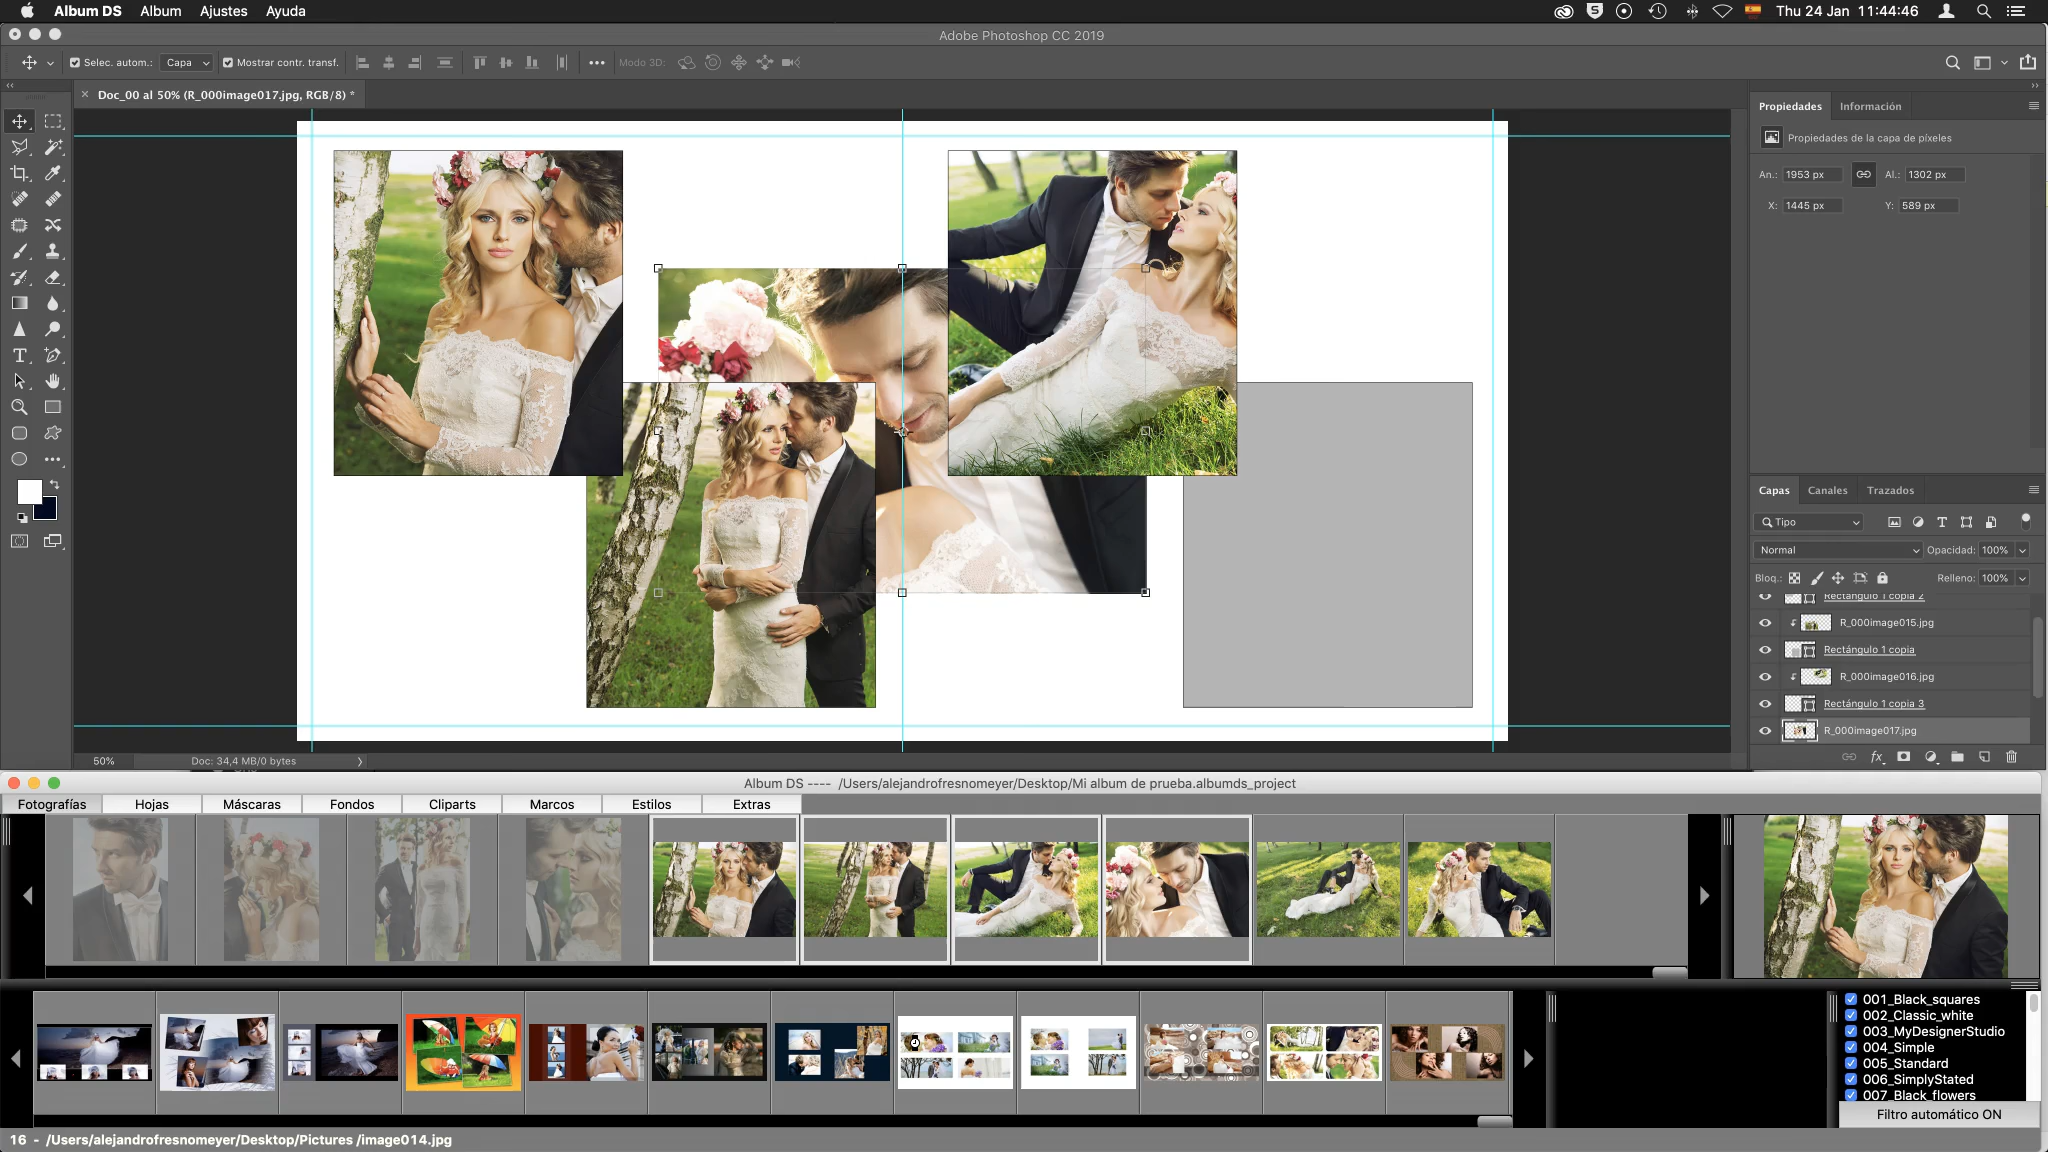 Album DS Album Ajustes Ayuda Thu 24 Jan 11:44:46
Adobe Photoshop CC 2019
Selec. autom.: Capa Mostrar contr. transf. Modo 3D:
Doc_00 al 50% (R_000image017.jpg, RGB/8) *
Propiedades Información
Propiedades de la capa de píxeles
An.: 1953 px Al.: 1302 px
X: 1445 px Y: 589 px
Capas Canales Trazados
Tipo
Normal Opacidad: 100%
Bloq.: Relleno: 100%
Rectángulo 1 copia 2
R_000image015.jpg
Rectángulo 1 copia
R_000image016.jpg
Rectángulo 1 copia 3
R_000image017.jpg
50% Doc: 34,4 MB/0 bytes
Album DS ---- /Users/alejandrofresnomeyer/Desktop/Mi album de prueba.albumds_project
Fotografías Hojas Máscaras Fondos Cliparts Marcos Estilos Extras
001_Black_squares
002_Classic_white
003_MyDesignerStudio
004_Simple
005_Standard
006_SimplyStated
007_Black_flowers
Filtro automático ON
16 - /Users/alejandrofresnomeyer/Desktop/Pictures /image014.jpg